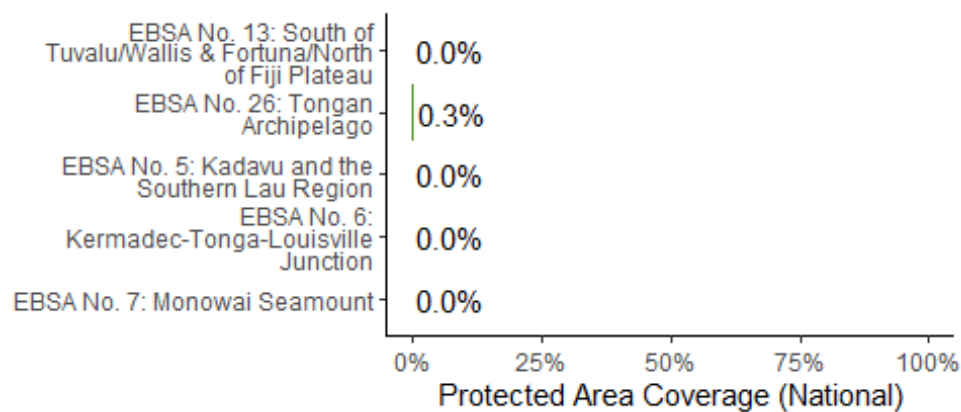 EBSA No. 13: South of
Tuvalu/Wallis & Fortuna/North
of Fiji Plateau
0.0%
EBSA No. 26: Tongan
Archipelago
0.3%
EBSA No. 5: Kadavu and the
Southern Lau Region
0.0%
EBSA No. 6:
Kermadec-Tonga-Louisville
Junction
0.0%
EBSA No. 7: Monowai Seamount
0.0%
0% 25% 50% 75% 100%
Protected Area Coverage (National)